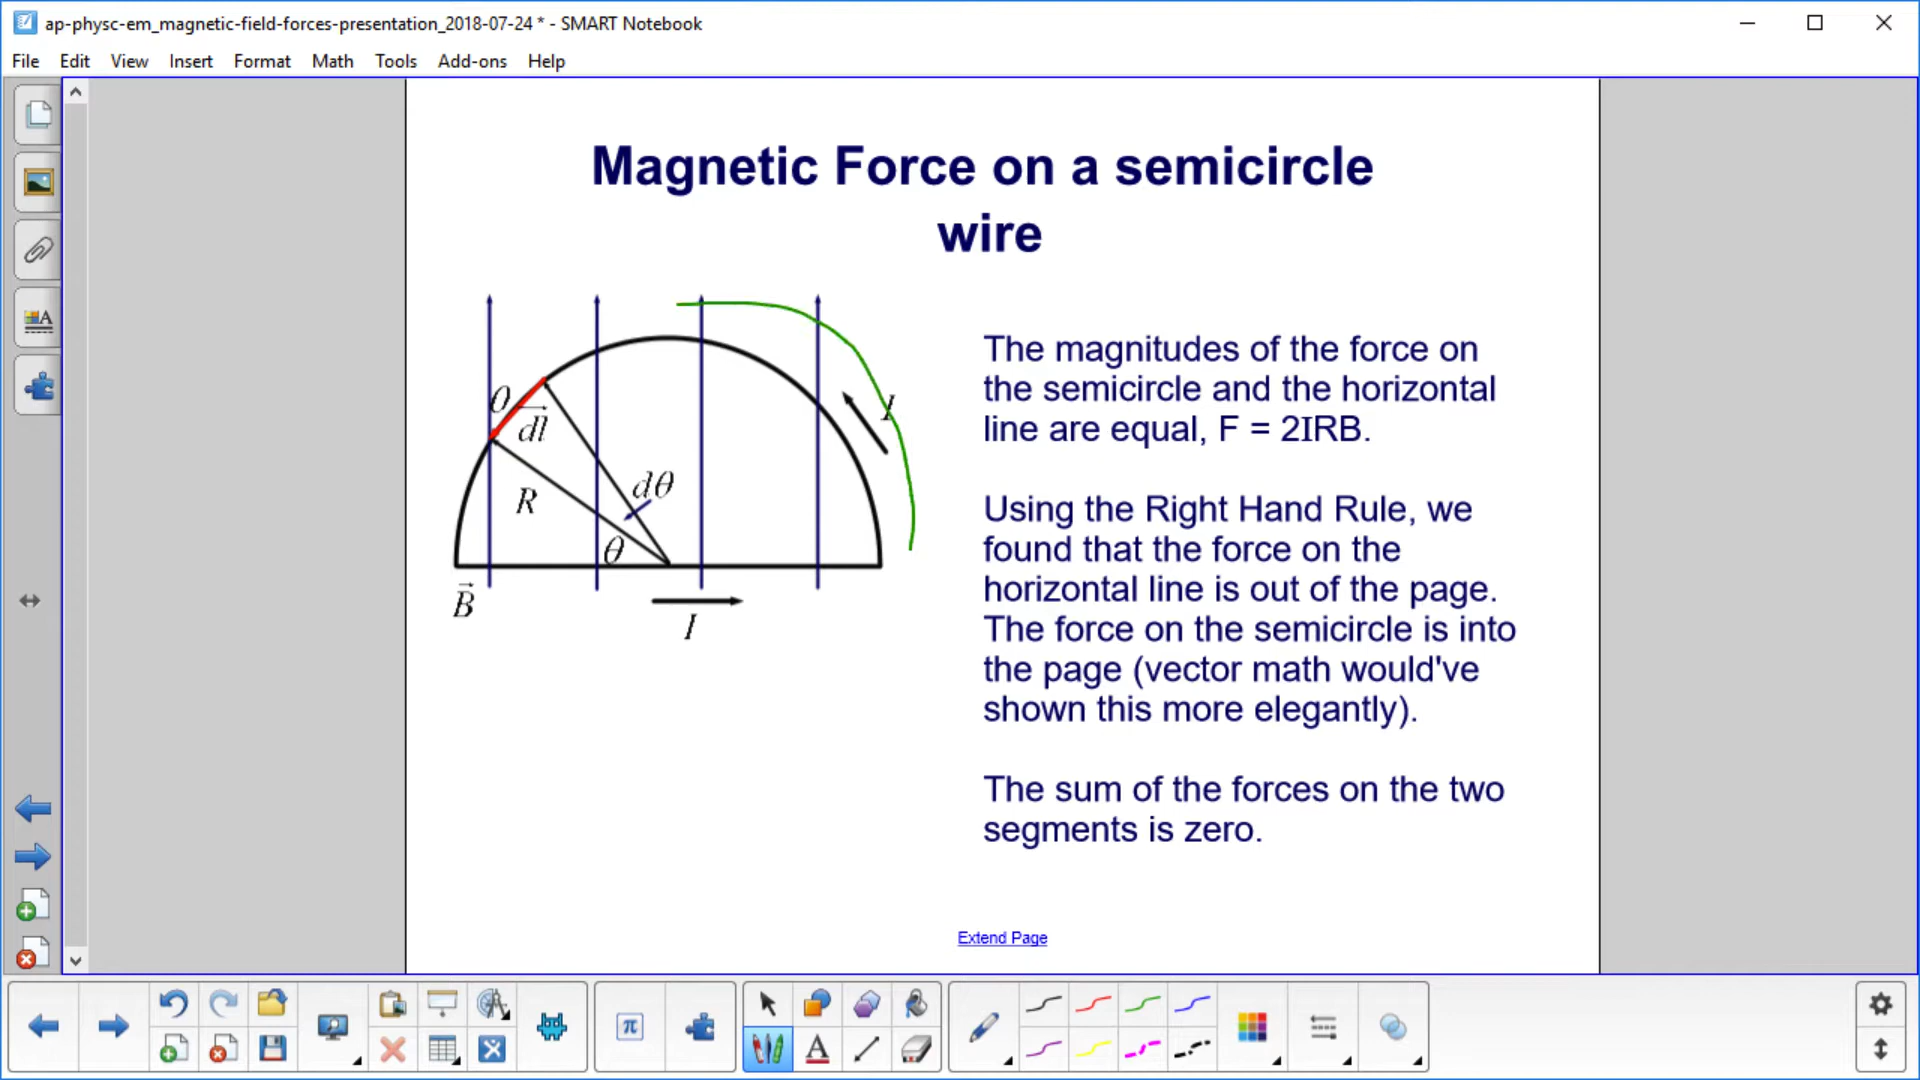 ap-physc-em_magnetic-field-forces-presentation_2018-07-24 * - SMART Notebook
File Edit View Insert Format Math Tools Add-ons Help
Magnetic Force on a semicircle
wire
θ
dl
I
R
dθ
θ
B
I
The magnitudes of the force on
the semicircle and the horizontal
line are equal, F = 2IRB.
Using the Right Hand Rule, we
found that the force on the
horizontal line is out of the page.
The force on the semicircle is into
the page (vector math would've
shown this more elegantly).
The sum of the forces on the two
segments is zero.
Extend Page